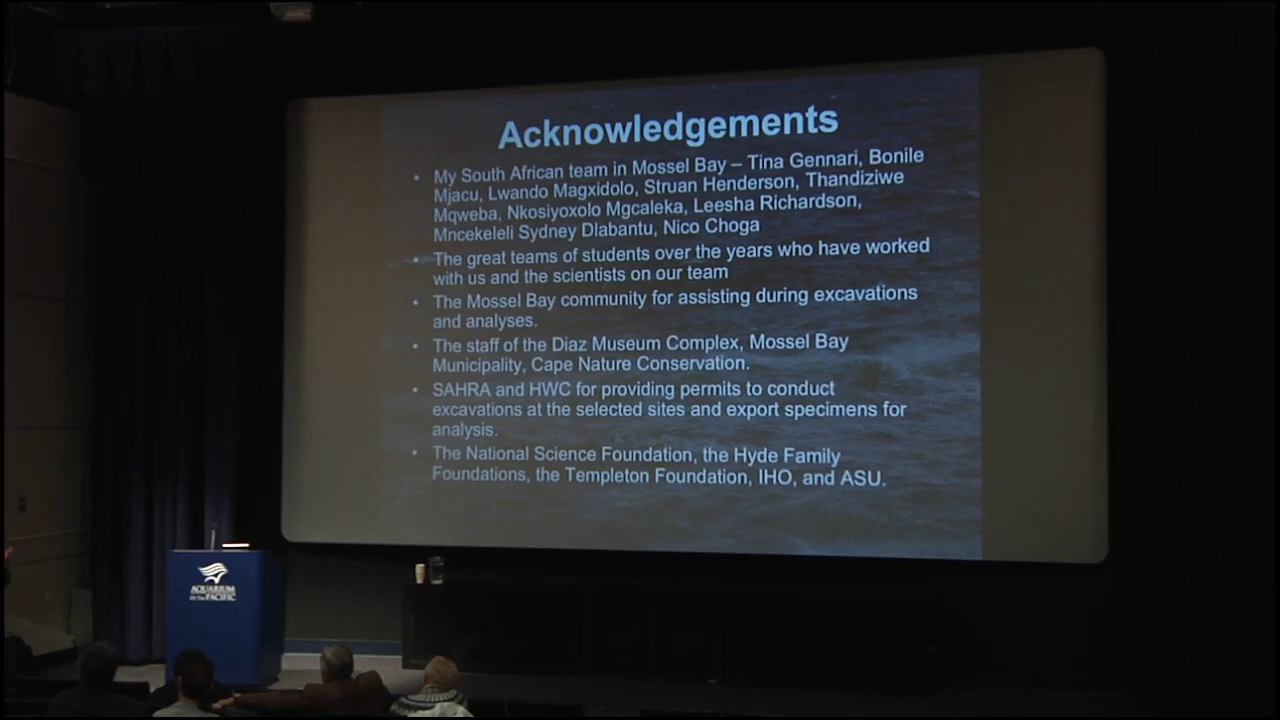 Acknowledgements
• My South African team in Mossel Bay – Tina Gennari, Bonile
Mjacu, Lwando Magxidolo, Struan Henderson, Thandiziwe
Mqweba, Nkosiyoxolo Mgcaleka, Leesha Richardson,
Mncekeleli Sydney Dlabantu, Nico Choga
• The great teams of students over the years who have worked
with us and the scientists on our team
• The Mossel Bay community for assisting during excavations
and analyses.
• The staff of the Diaz Museum Complex, Mossel Bay
Municipality, Cape Nature Conservation.
• SAHRA and HWC for providing permits to conduct
excavations at the selected sites and export specimens for
analysis.
• The National Science Foundation, the Hyde Family
Foundations, the Templeton Foundation, IHO, and ASU.
AQUARIUM
OF THE PACIFIC